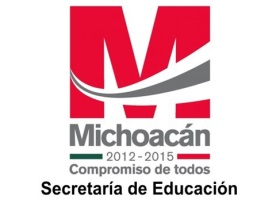 M
Michoacán
2012-2015
Compromiso de todos
Secretaría de Educación